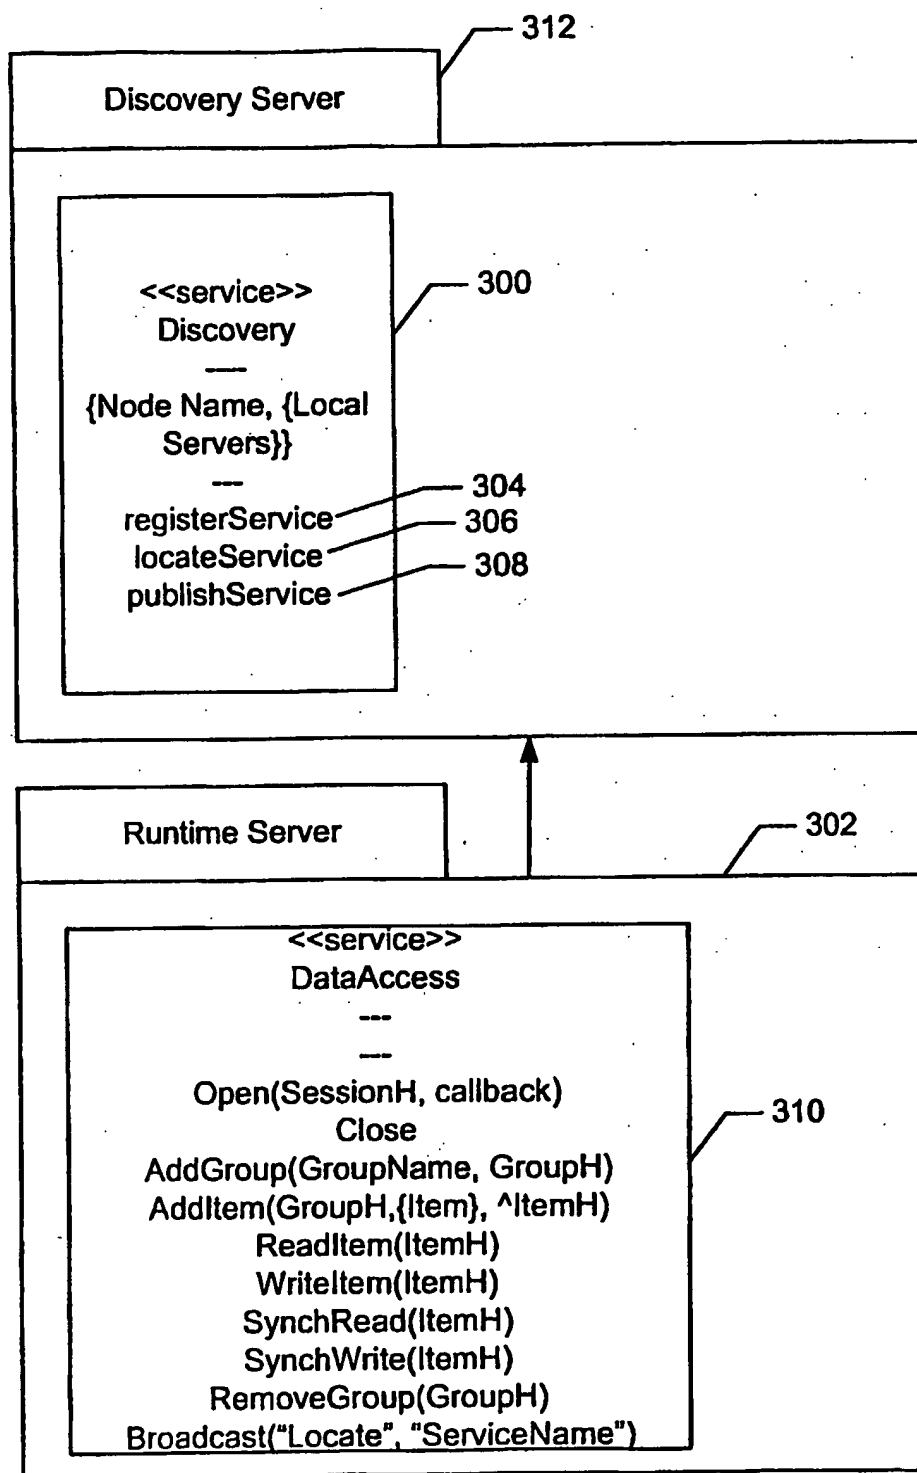 312
Discovery Server
<<service>>
300
Discovery
----
{Node Name, {Local
Servers}}
---
registerService
304
locateService
306
publishService
308
Runtime Server
302
<<service>>
DataAccess
---
---
Open(SessionH, callback)
Close
310
AddGroup(GroupName, GroupH)
AddItem(GroupH,{Item}, ^ItemH)
ReadItem(ItemH)
WriteItem(ItemH)
SynchRead(ItemH)
SynchWrite(ItemH)
RemoveGroup(GroupH)
Broadcast("Locate", "ServiceName")